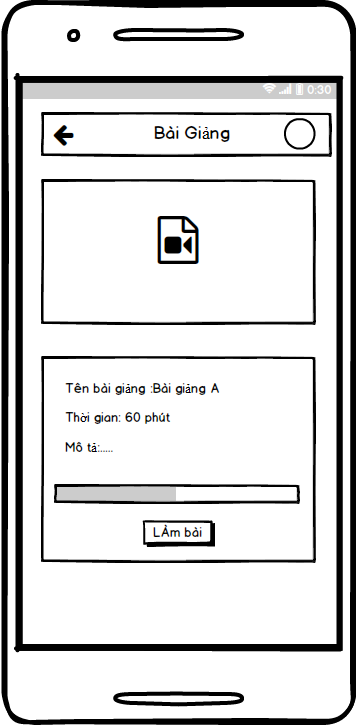 0:30
Bài Giảng
Tên bài giảng :Bài giảng A
Thời gian: 60 phút
Mô tả:.....
LÀm bài